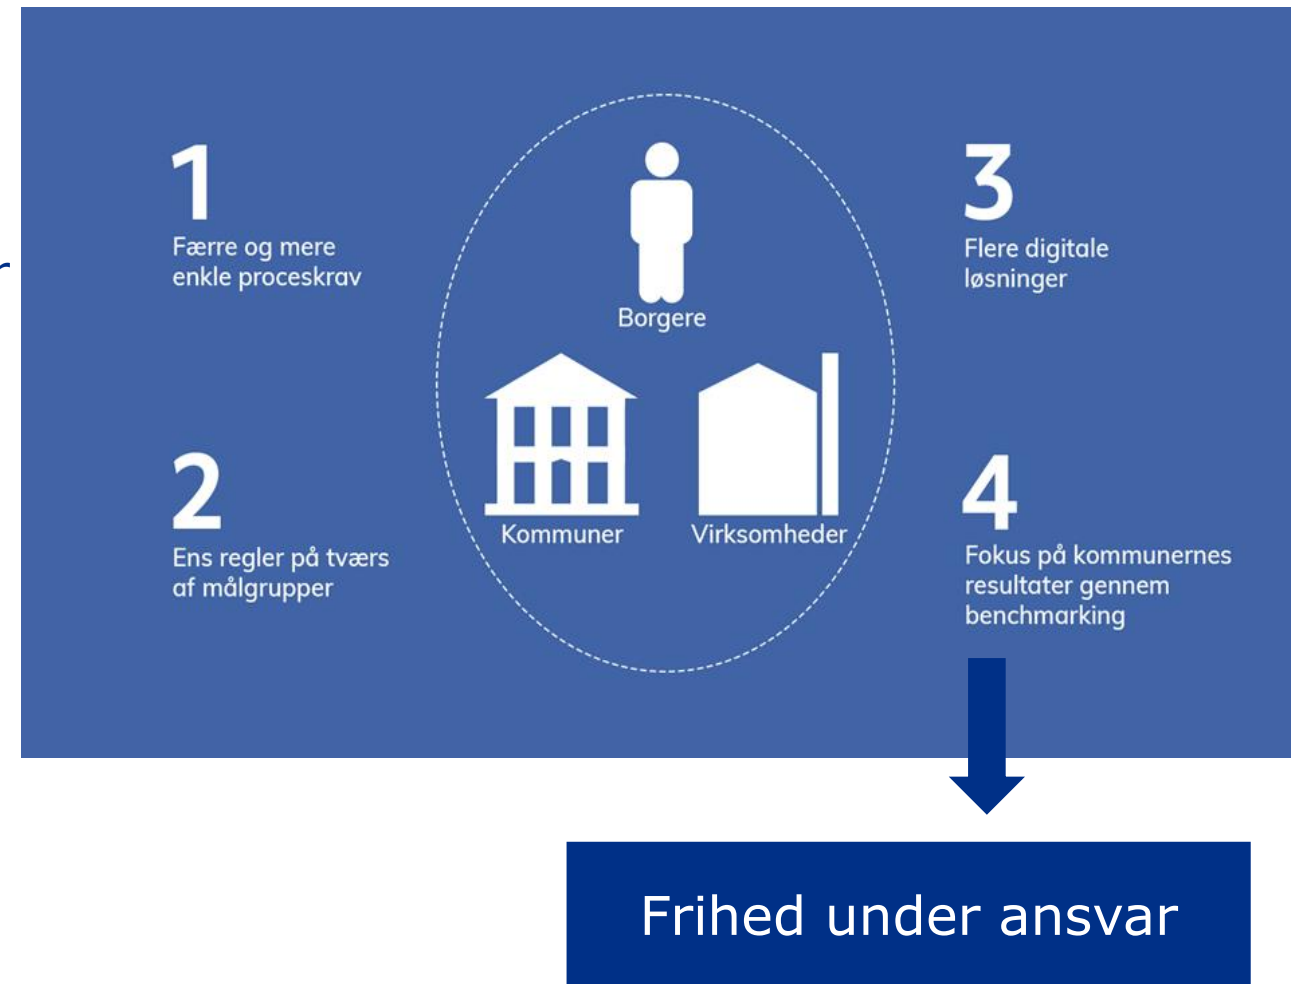 1
Færre og mere
enkle proceskrav
2
Ens regler på tværs
af målgrupper
Borgere
Kommuner
Virksomheder
3
Flere digitale
løsninger
4
Fokus på kommunernes
resultater gennem
benchmarking
Frihed under ansvar